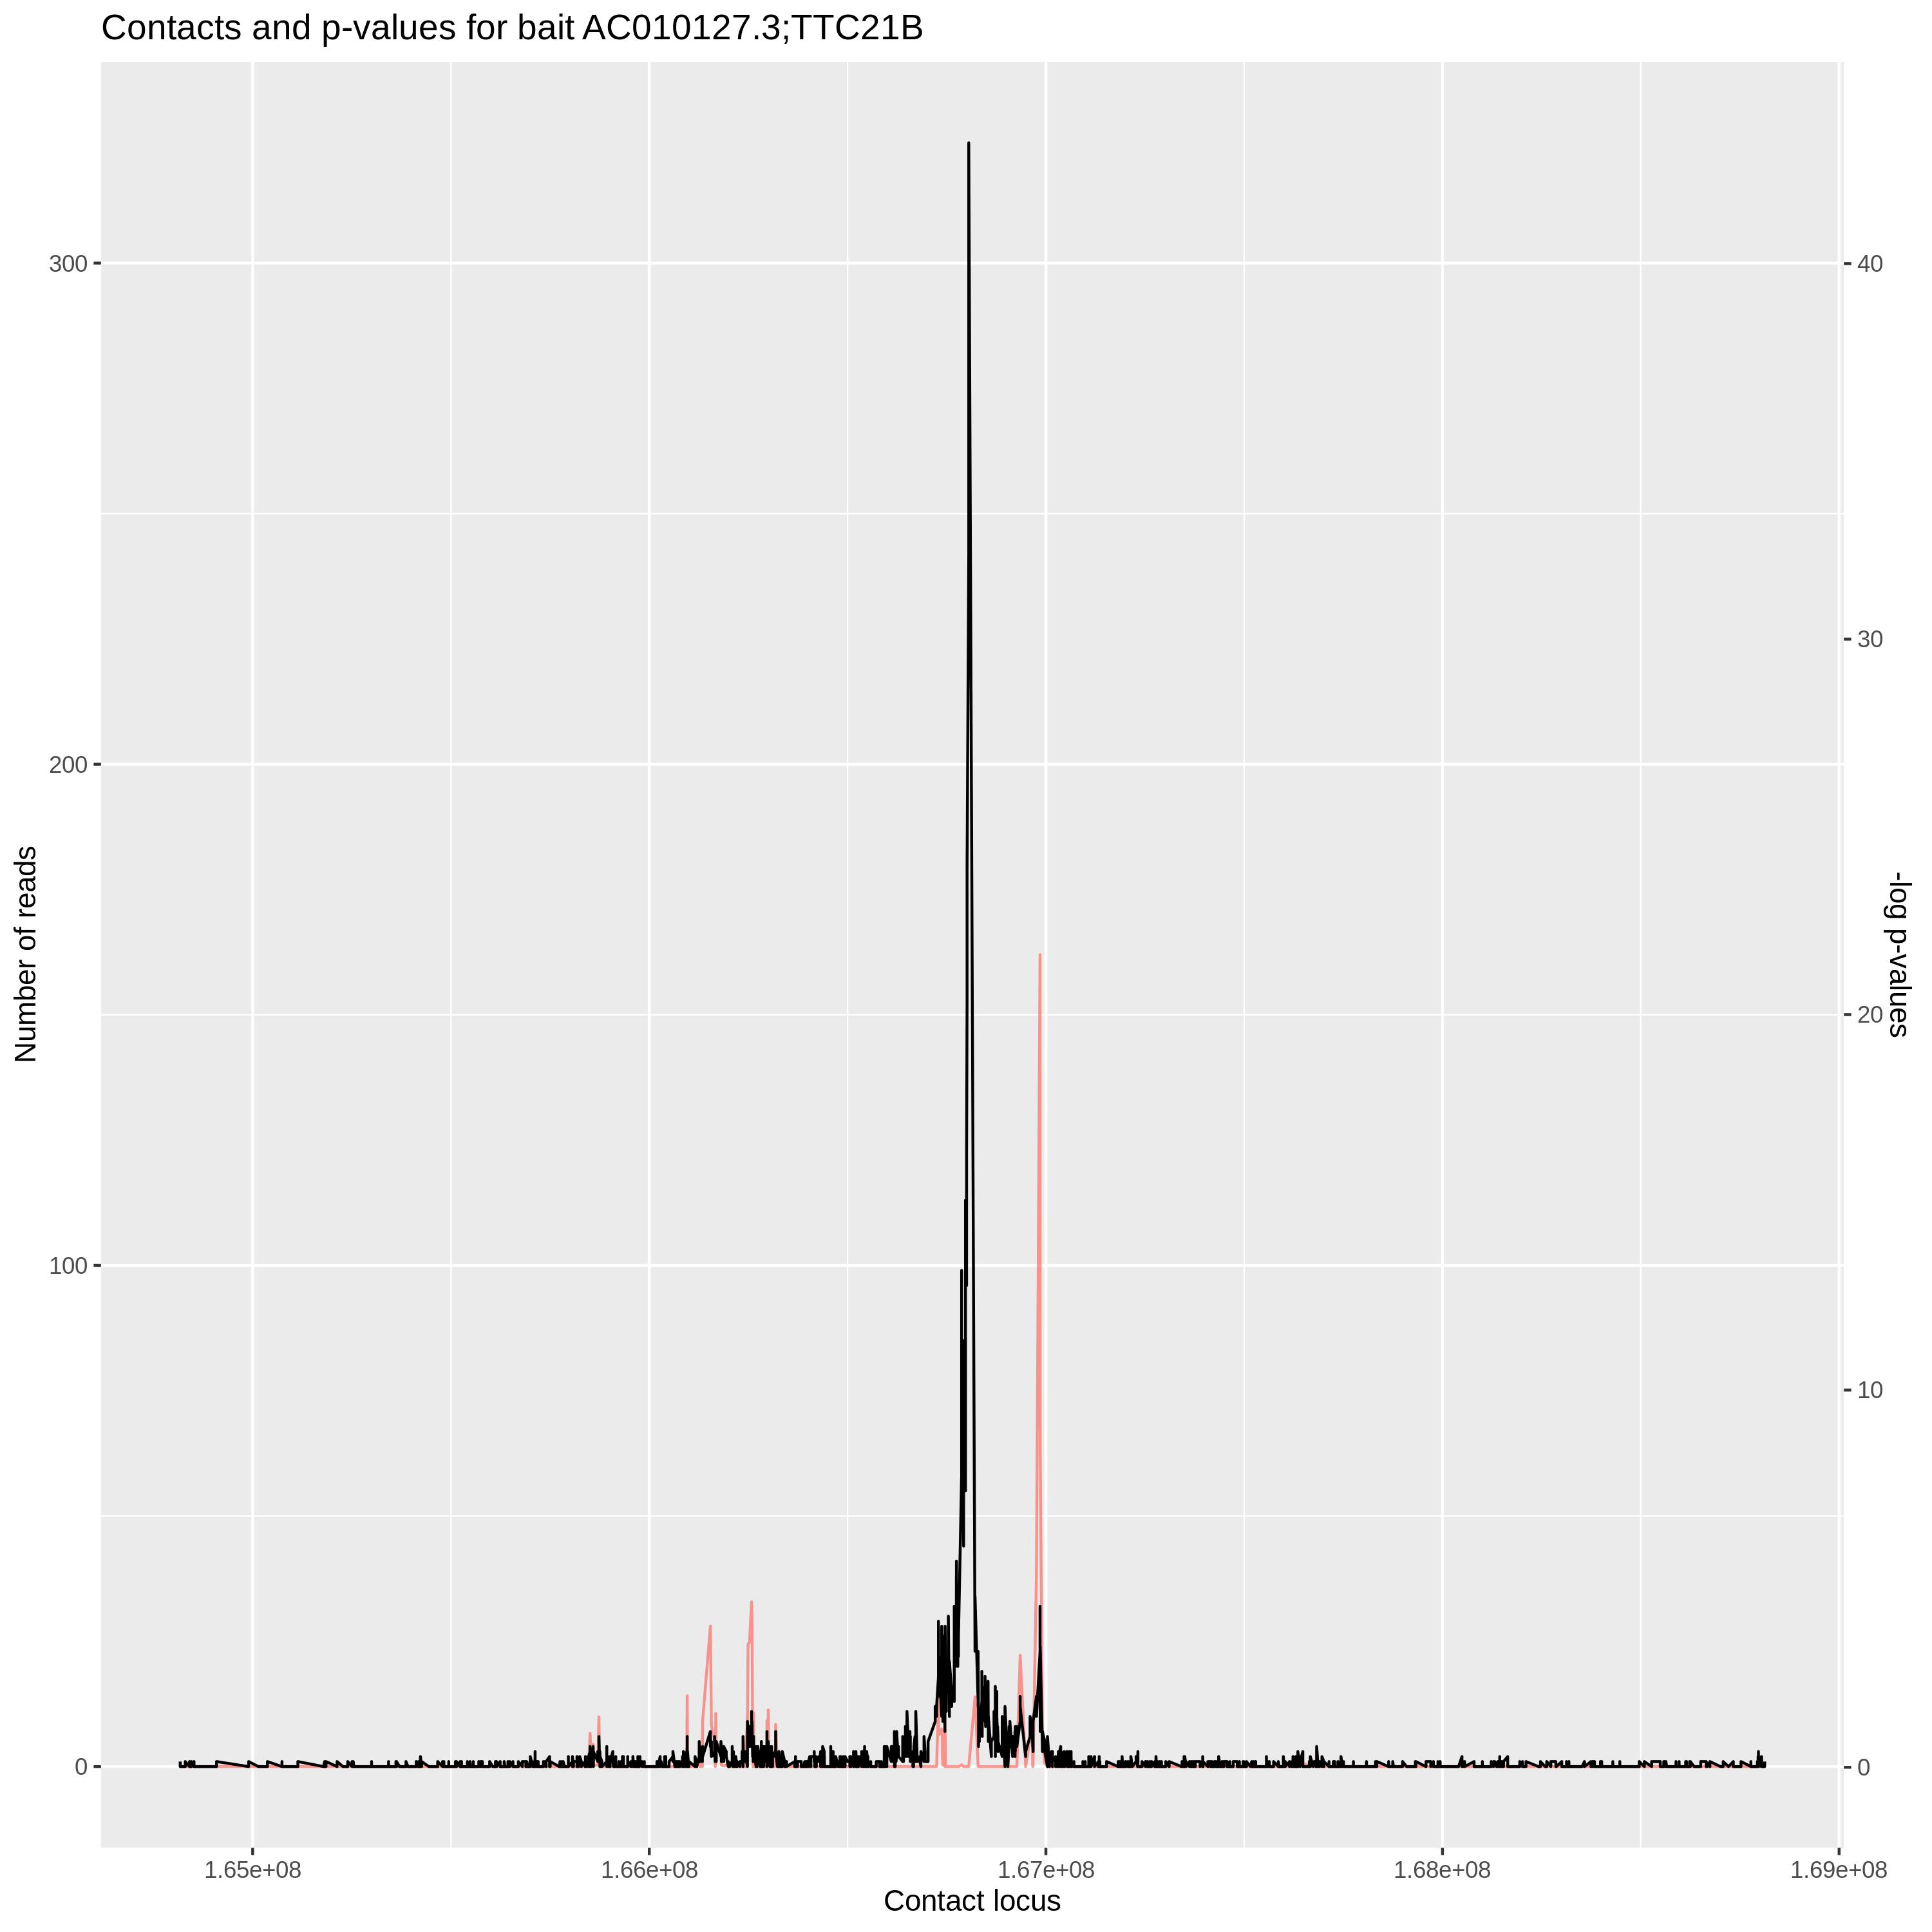 Contacts and p-values for bait AC010127.3;TTC21B
300
200
100
0
Number of reads
40
30
20
10
0
-log p-values
1.65e+08
1.66e+08
1.67e+08
1.68e+08
1.69e+08
Contact locus